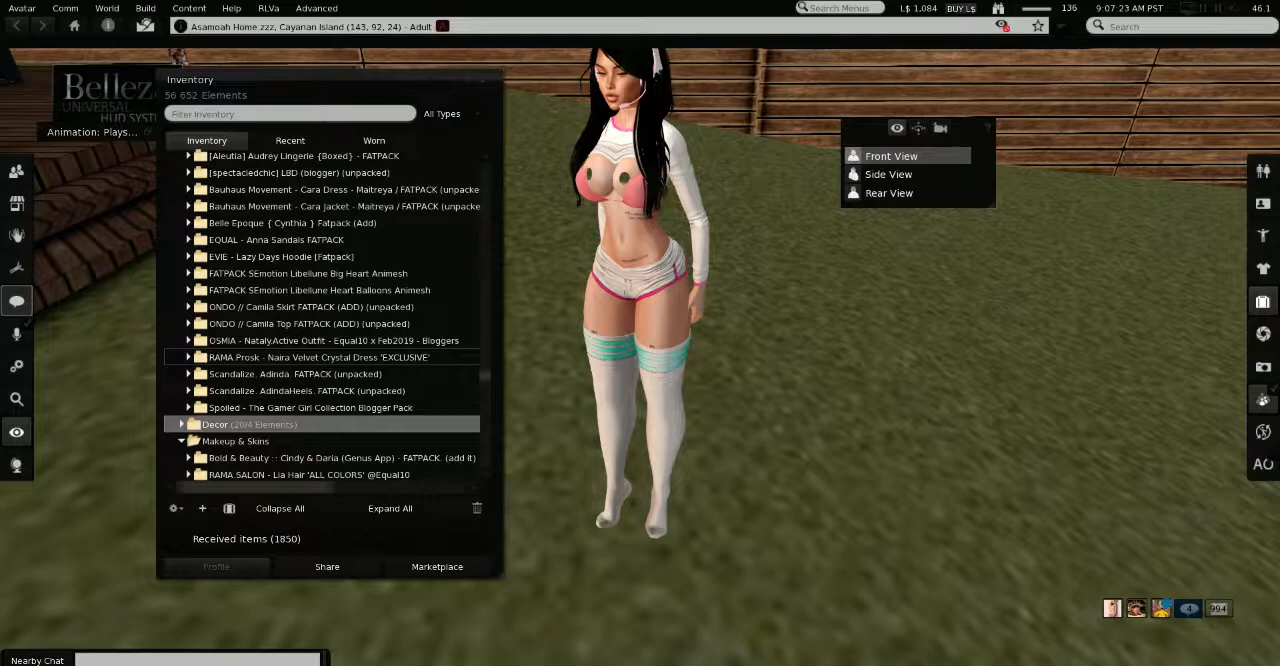 Avatar Comm World Build Content Help RLVa Advanced Search Menus L$ 1,084 BUY L$ 136 9:07:23 AM PST 46.1
Asamoah Home.zzz, Cayanan Island (143, 92, 24) - Adult A Search
Bellez
UNIVERSAL
HUD SYST
Animation: Plays...
Inventory
56 652 Elements
Filter Inventory All Types
Inventory Recent Worn
[Aleutia] Audrey Lingerie {Boxed} - FATPACK
[spectacledchic] LBD (blogger) (unpacked)
Bauhaus Movement - Cara Dress - Maitreya / FATPACK (unpacke
Bauhaus Movement - Cara Jacket - Maitreya / FATPACK (unpacke
Belle Epoque { Cynthia } Fatpack (Add)
EQUAL - Anna Sandals FATPACK
EVIE - Lazy Days Hoodie [Fatpack]
FATPACK SEmotion Libellune Big Heart Animesh
FATPACK SEmotion Libellune Heart Balloons Animesh
ONDO // Camila Skirt FATPACK (ADD) (unpacked)
ONDO // Camila Top FATPACK (ADD) (unpacked)
OSMIA - Nataly.Active Outfit - Equal10 x Feb2019 - Bloggers
RAMA Prosk - Naira Velvet Crystal Dress 'EXCLUSIVE'
Scandalize. Adinda. FATPACK (unpacked)
Scandalize. AdindaHeels. FATPACK (unpacked)
Spoiled - The Gamer Girl Collection Blogger Pack
Decor (20/4 Elements)
Makeup & Skins
Bold & Beauty :: Cindy & Daria (Genus App) - FATPACK. (add it)
RAMA.SALON - Lia Hair 'ALL COLORS' @Equal10
Collapse All Expand All
Received items (1850)
Profile Share Marketplace
Front View
Side View
Rear View
AO
4 994
Nearby Chat